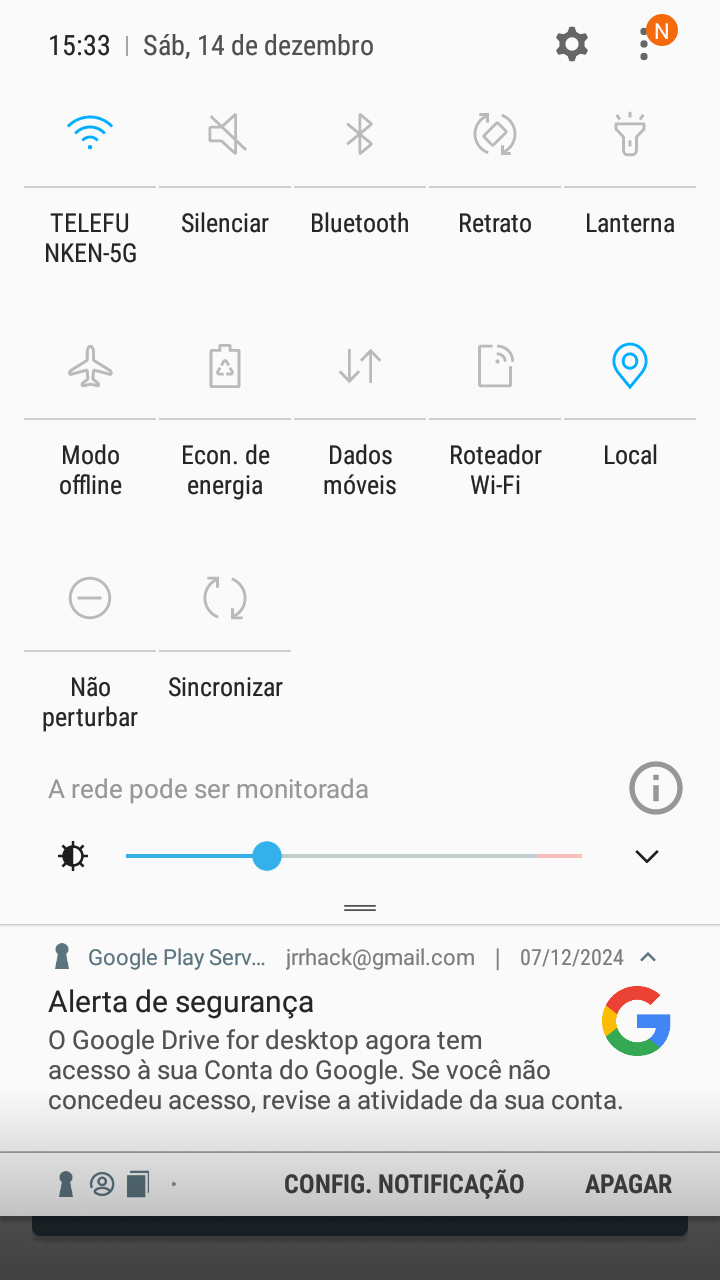 15:33 | Sáb, 14 de dezembro
N
TELEFU
NKEN-5G
Silenciar
Bluetooth
Retrato
Lanterna
Modo
offline
Econ. de
energia
Dados
móveis
Roteador
Wi-Fi
Local
Não
perturbar
Sincronizar
A rede pode ser monitorada
Google Play Serv... jrrhack@gmail.com | 07/12/2024
Alerta de segurança
O Google Drive for desktop agora tem
acesso à sua Conta do Google. Se você não
concedeu acesso, revise a atividade da sua conta.
CONFIG. NOTIFICAÇÃO APAGAR